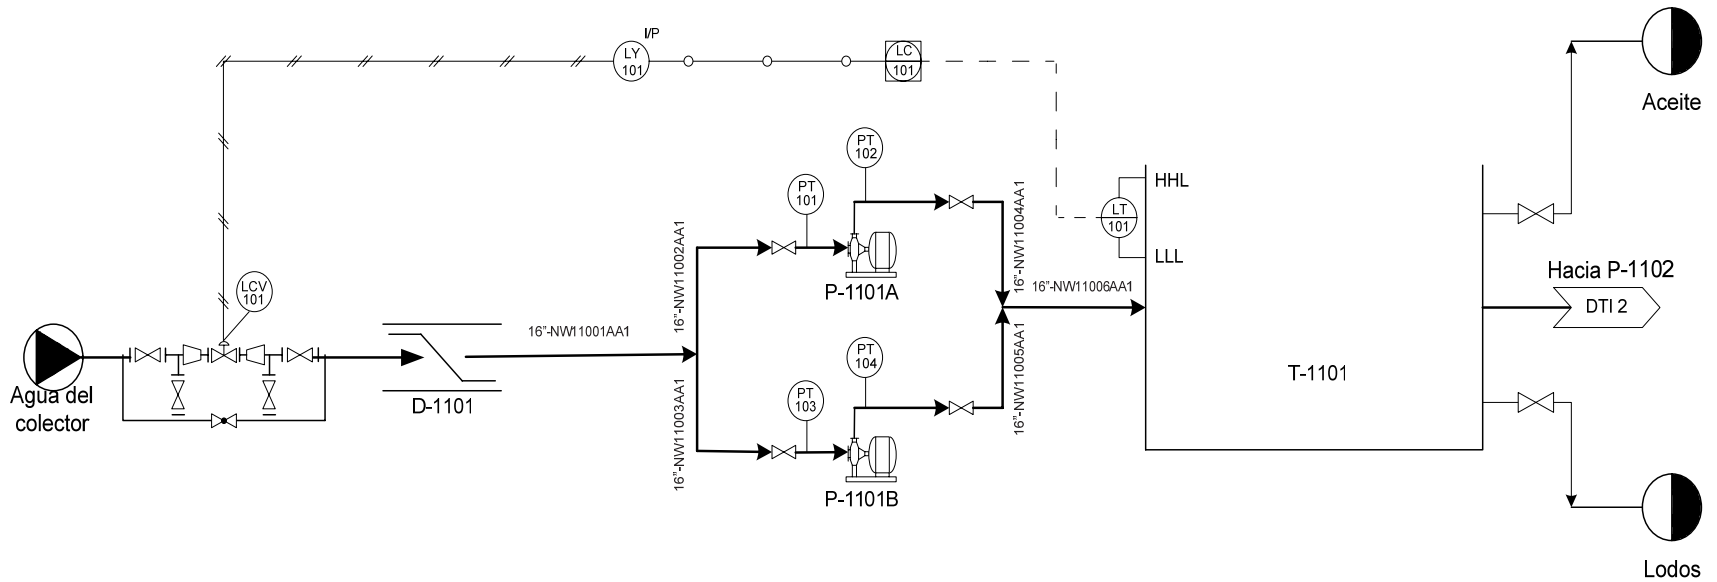 I/P
LY
101
LC
101
Aceite
PT
102
PT
101
16"-NW11002AA1
P-1101A
16"-NW11004AA1
LT
101
HHL
LLL
16"-NW11006AA1
Hacia P-1102
DTI 2
LCV
101
Agua del
colector
D-1101
16"-NW11001AA1
16"-NW11003AA1
PT
104
PT
103
P-1101B
16"-NW11005AA1
T-1101
Lodos